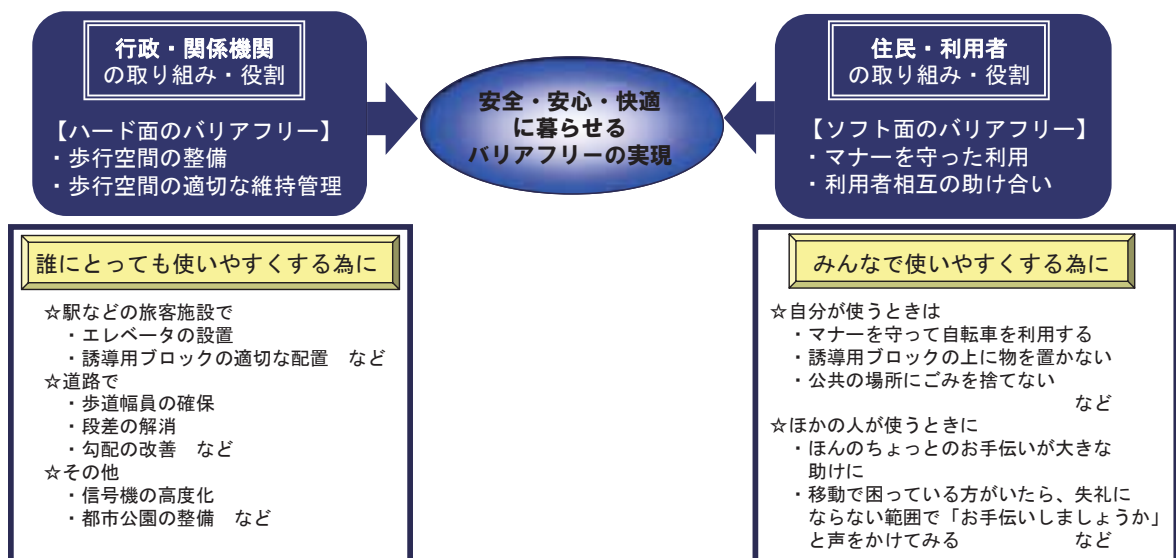 行政・関係機関
の取り組み・役割
【ハード面のバリアフリー】
・歩行空間の整備
・歩行空間の適切な維持管理
安全・安心・快適
に暮らせる
バリアフリーの実現
住民・利用者
の取り組み・役割
【ソフト面のバリアフリー】
・マナーを守った利用
・利用者相互の助け合い
誰にとっても使いやすくする為に
☆駅などの旅客施設で
・エレベータの設置
・誘導用ブロックの適切な配置　など
☆道路で
・歩道幅員の確保
・段差の解消
・勾配の改善　など
☆その他
・信号機の高度化
・都市公園の整備　など
みんなで使いやすくする為に
☆自分が使うときは
・マナーを守って自転車を利用する
・誘導用ブロックの上に物を置かない
・公共の場所にごみを捨てない
など
☆ほかの人が使うときに
・ほんのちょっとのお手伝いが大きな
助けに
・移動で困っている方がいたら、失礼に
ならない範囲で「お手伝いしましょうか」
と声をかけてみる　など